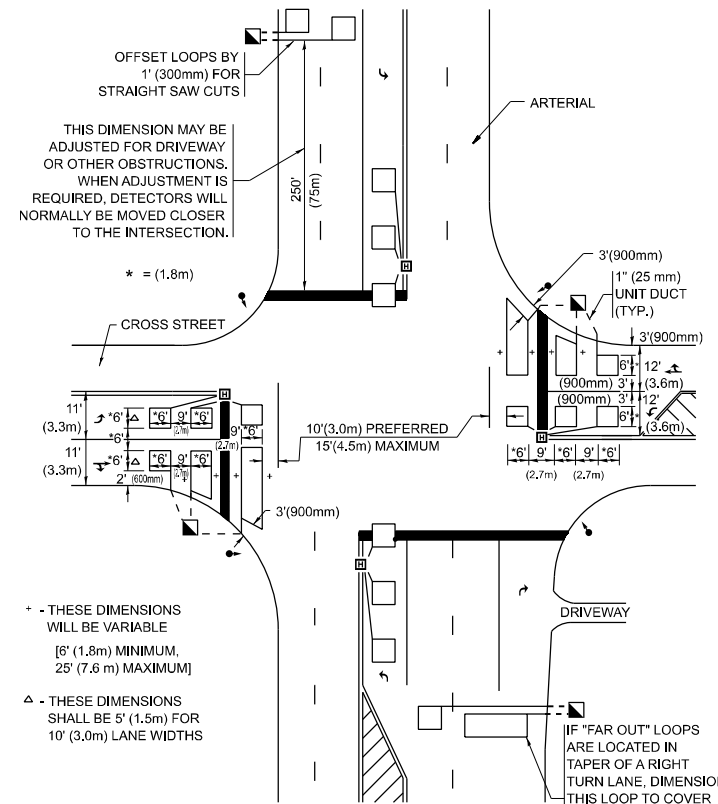 OFFSET LOOPS BY
1' (300mm) FOR
STRAIGHT SAW CUTS
THIS DIMENSION MAY BE
ADJUSTED FOR DRIVEWAY
OR OTHER OBSTRUCTIONS.
WHEN ADJUSTMENT IS
REQUIRED, DETECTORS WILL
NORMALLY BE MOVED CLOSER
TO THE INTERSECTION.
250'
(75m)
ARTERIAL
* = (1.8m)
CROSS STREET
3'(900mm)
1" (25 mm)
UNIT DUCT
(TYP.)
3'(900mm)
6'* 12'
(900mm) 3' (3.6m)
(900mm) 3' 12'
6'* (3.6m)
*6' 9' *6' 9' *6'
(2.7m) (2.7m)
H
11'
(3.3m)
*6' △ *6' 9' *6'
(2.7m)
*6'
9' *6'
(2.7m)
11'
(3.3m)
*6' △ *6' 9' *6'
(2.7m)
2' (600mm)
10'(3.0m) PREFERRED
15'(4.5m) MAXIMUM
3'(900mm)
H
H
H
DRIVEWAY
+ - THESE DIMENSIONS
WILL BE VARIABLE
[6' (1.8m) MINIMUM,
25' (7.6 m) MAXIMUM]
△ - THESE DIMENSIONS
SHALL BE 5' (1.5m) FOR
10' (3.0m) LANE WIDTHS
IF "FAR OUT" LOOPS
ARE LOCATED IN
TAPER OF A RIGHT
TURN LANE, DIMENSIO
THIS LOOP TO COVER